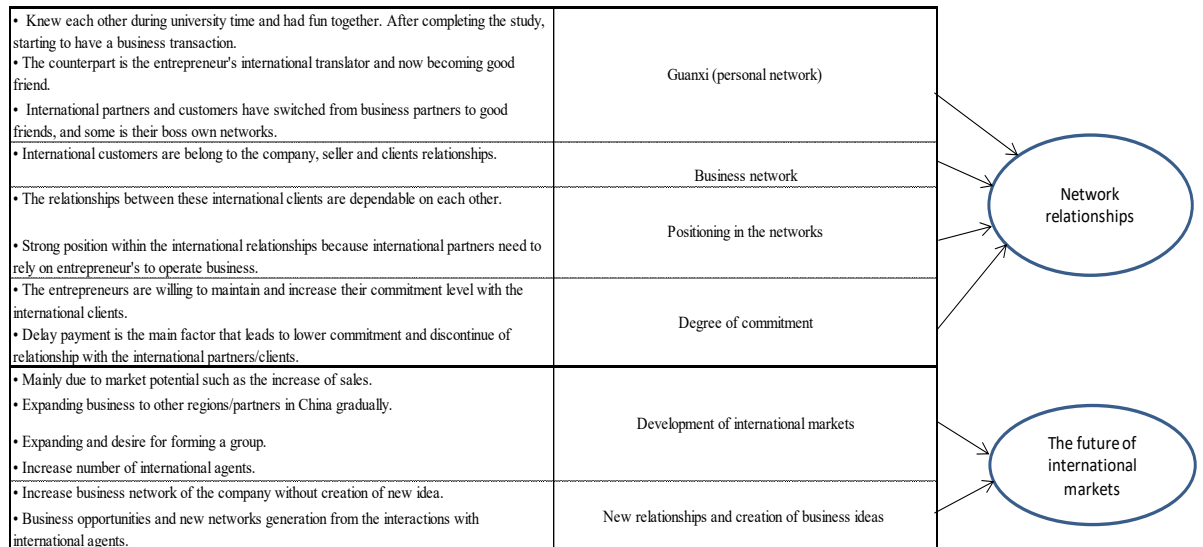 • Knew each other during university time and had fun together. After completing the study,
starting to have a business transaction.
• The counterpart is the entrepreneur's international translator and now becoming good
friend.
• International partners and customers have switched from business partners to good
friends, and some is their boss own networks.
Guanxi (personal network)
• International customers are belong to the company, seller and clients relationships.
Business network
• The relationships between these international clients are dependable on each other.
• Strong position within the international relationships because international partners need to
rely on entrepreneur's to operate business.
Positioning in the networks
• The entrepreneurs are willing to maintain and increase their commitment level with the
international clients.
• Delay payment is the main factor that leads to lower commitment and discontinue of
relationship with the international partners/clients.
Degree of commitment
Network
relationships
• Mainly due to market potential such as the increase of sales.
• Expanding business to other regions/partners in China gradually.
• Expanding and desire for forming a group.
• Increase number of international agents.
Development of international markets
• Increase business network of the company without creation of new idea.
• Business opportunities and new networks generation from the interactions with
international agents.
New relationships and creation of business ideas
The future of
international
markets